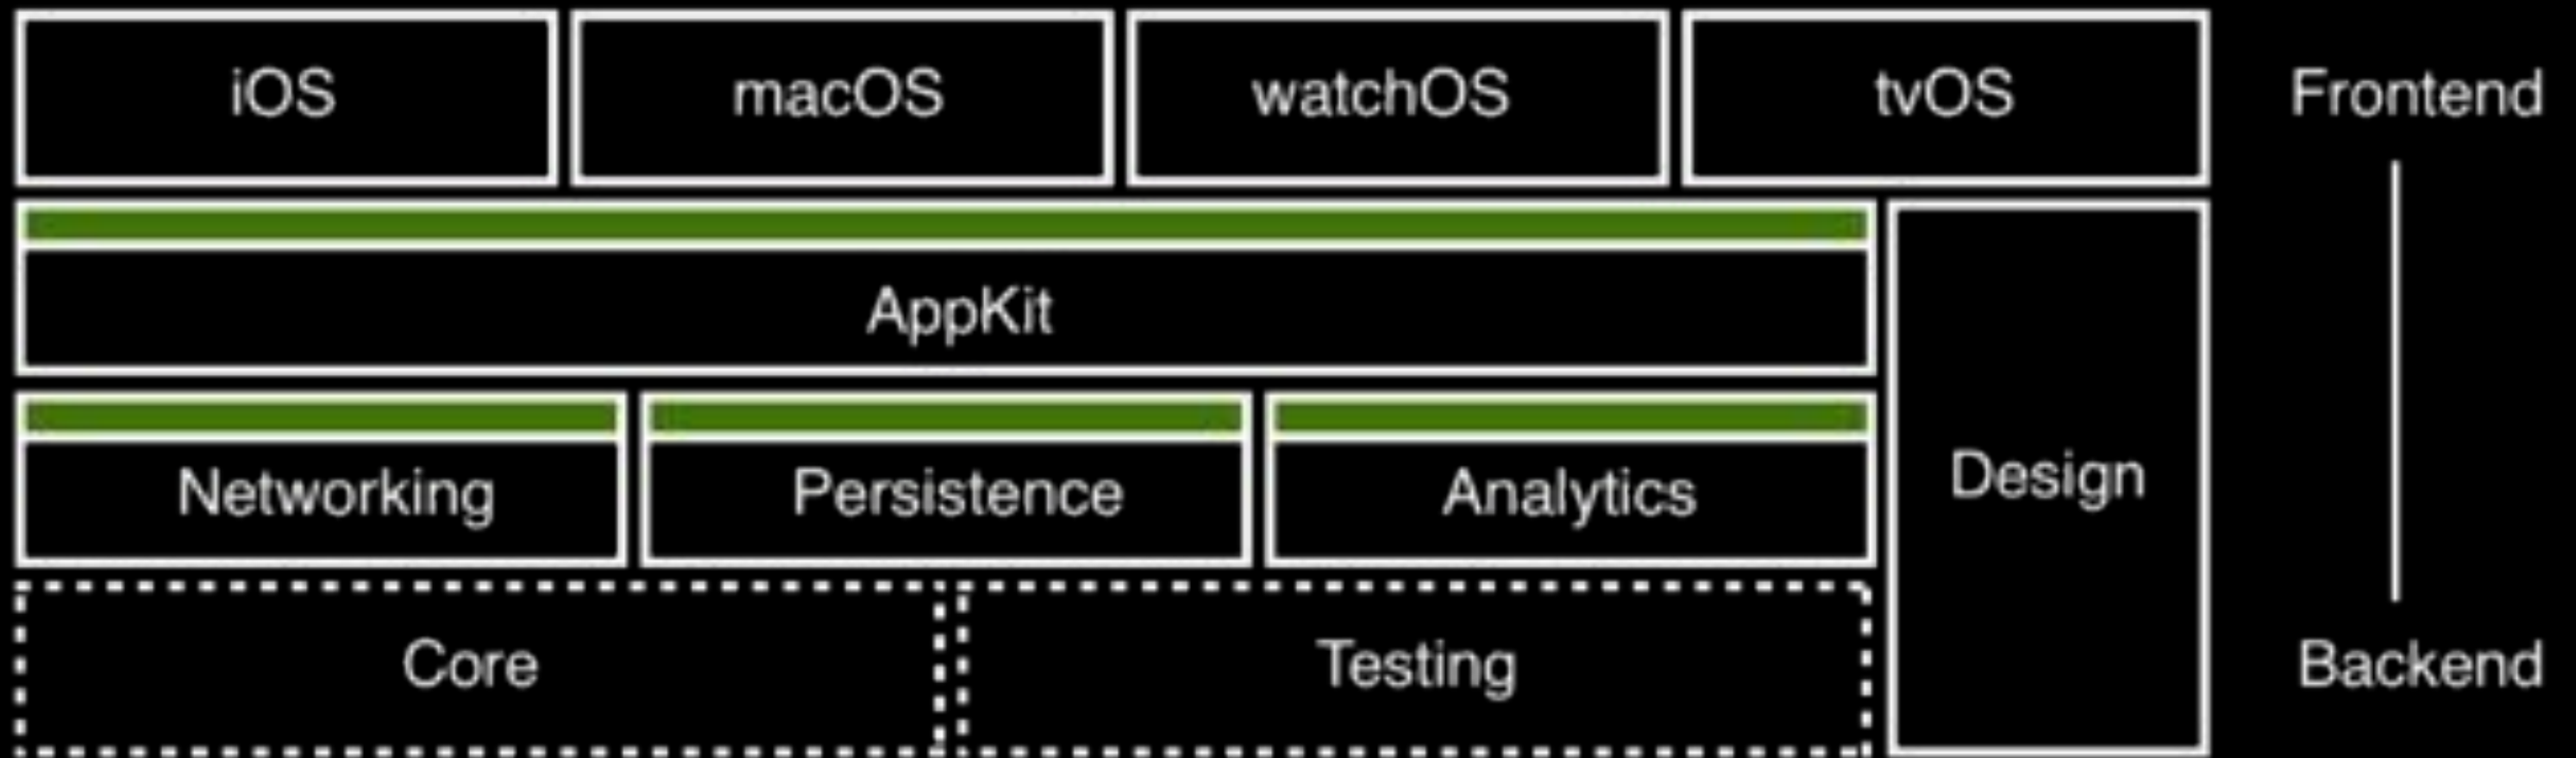 iOS
macOS
watchOS
tvOS
Frontend
AppKit
Networking
Persistence
Analytics
Design
Core
Testing
Backend